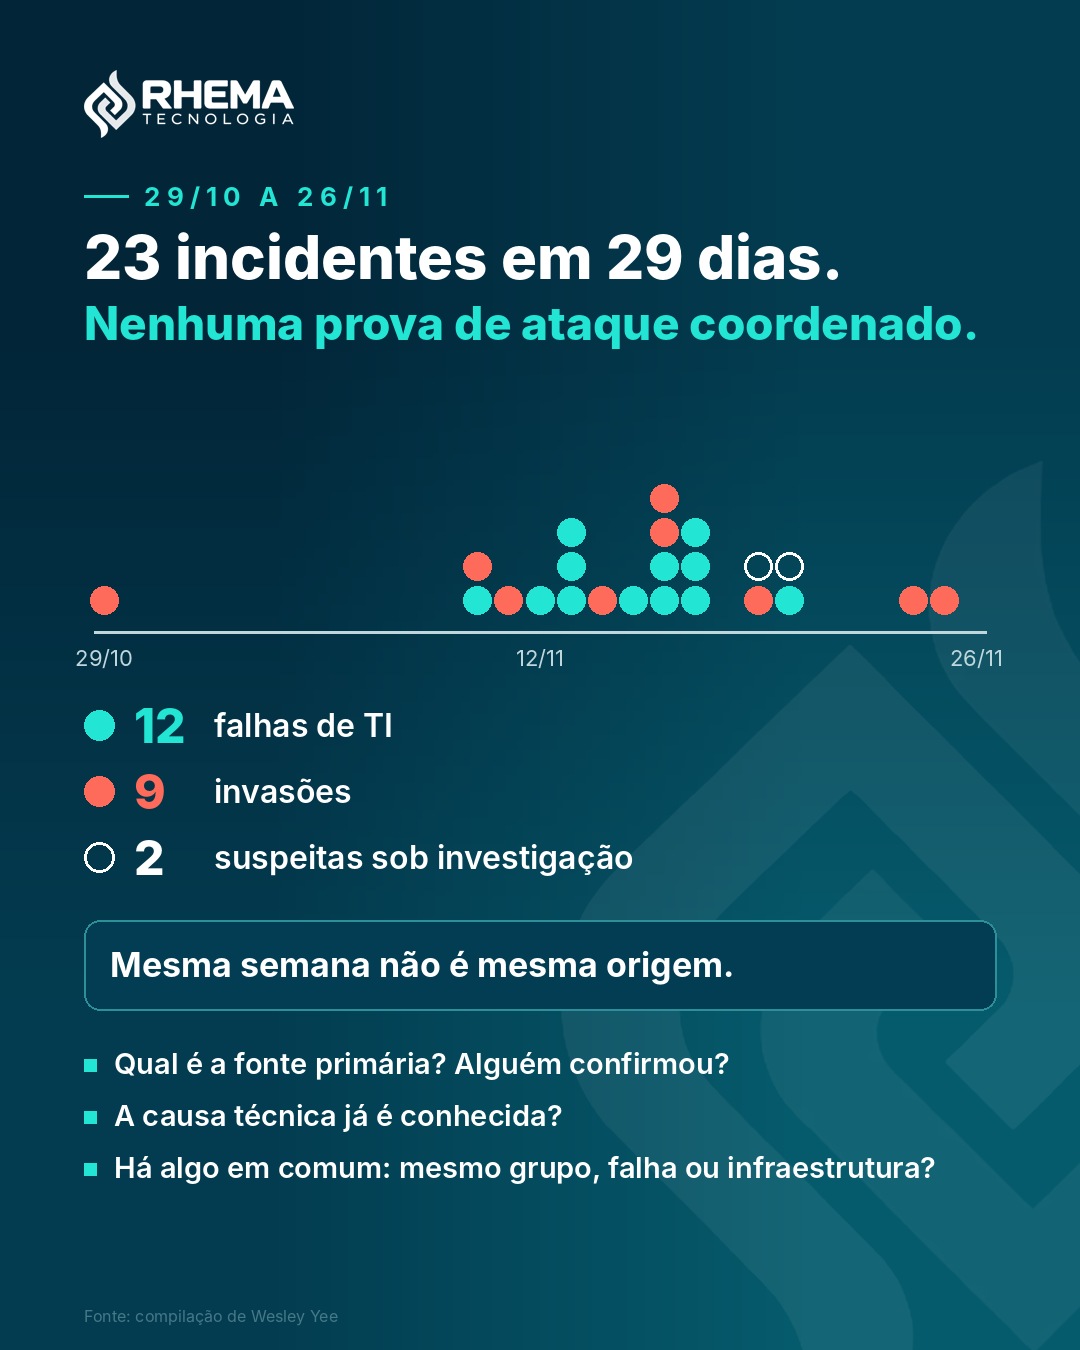 RHEMA
TECNOLOGIA
29/10 A 26/11
23 incidentes em 29 dias.
Nenhuma prova de ataque coordenado.
29/10 12/11 26/11
12 falhas de TI
9 invasões
2 suspeitas sob investigação
Mesma semana não é mesma origem.
Qual é a fonte primária? Alguém confirmou?
A causa técnica já é conhecida?
Há algo em comum: mesmo grupo, falha ou infraestrutura?
Fonte: compilação de Wesley Yee